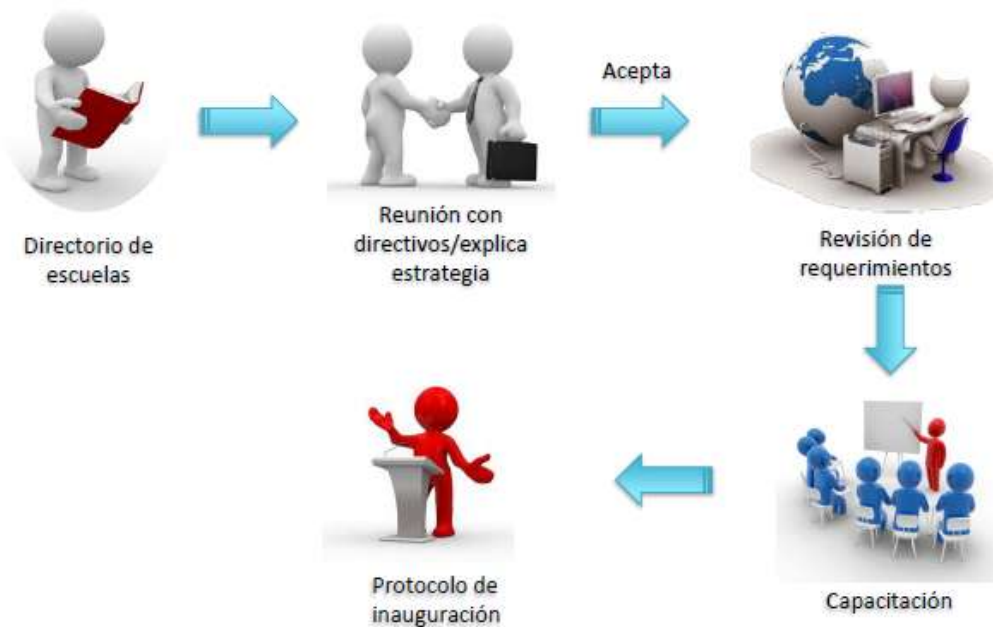 Directorio de
escuelas
Reunión con
directivos/explica
estrategia
Acepta
Revisión de
requerimientos
Capacitación
Protocolo de
inauguración